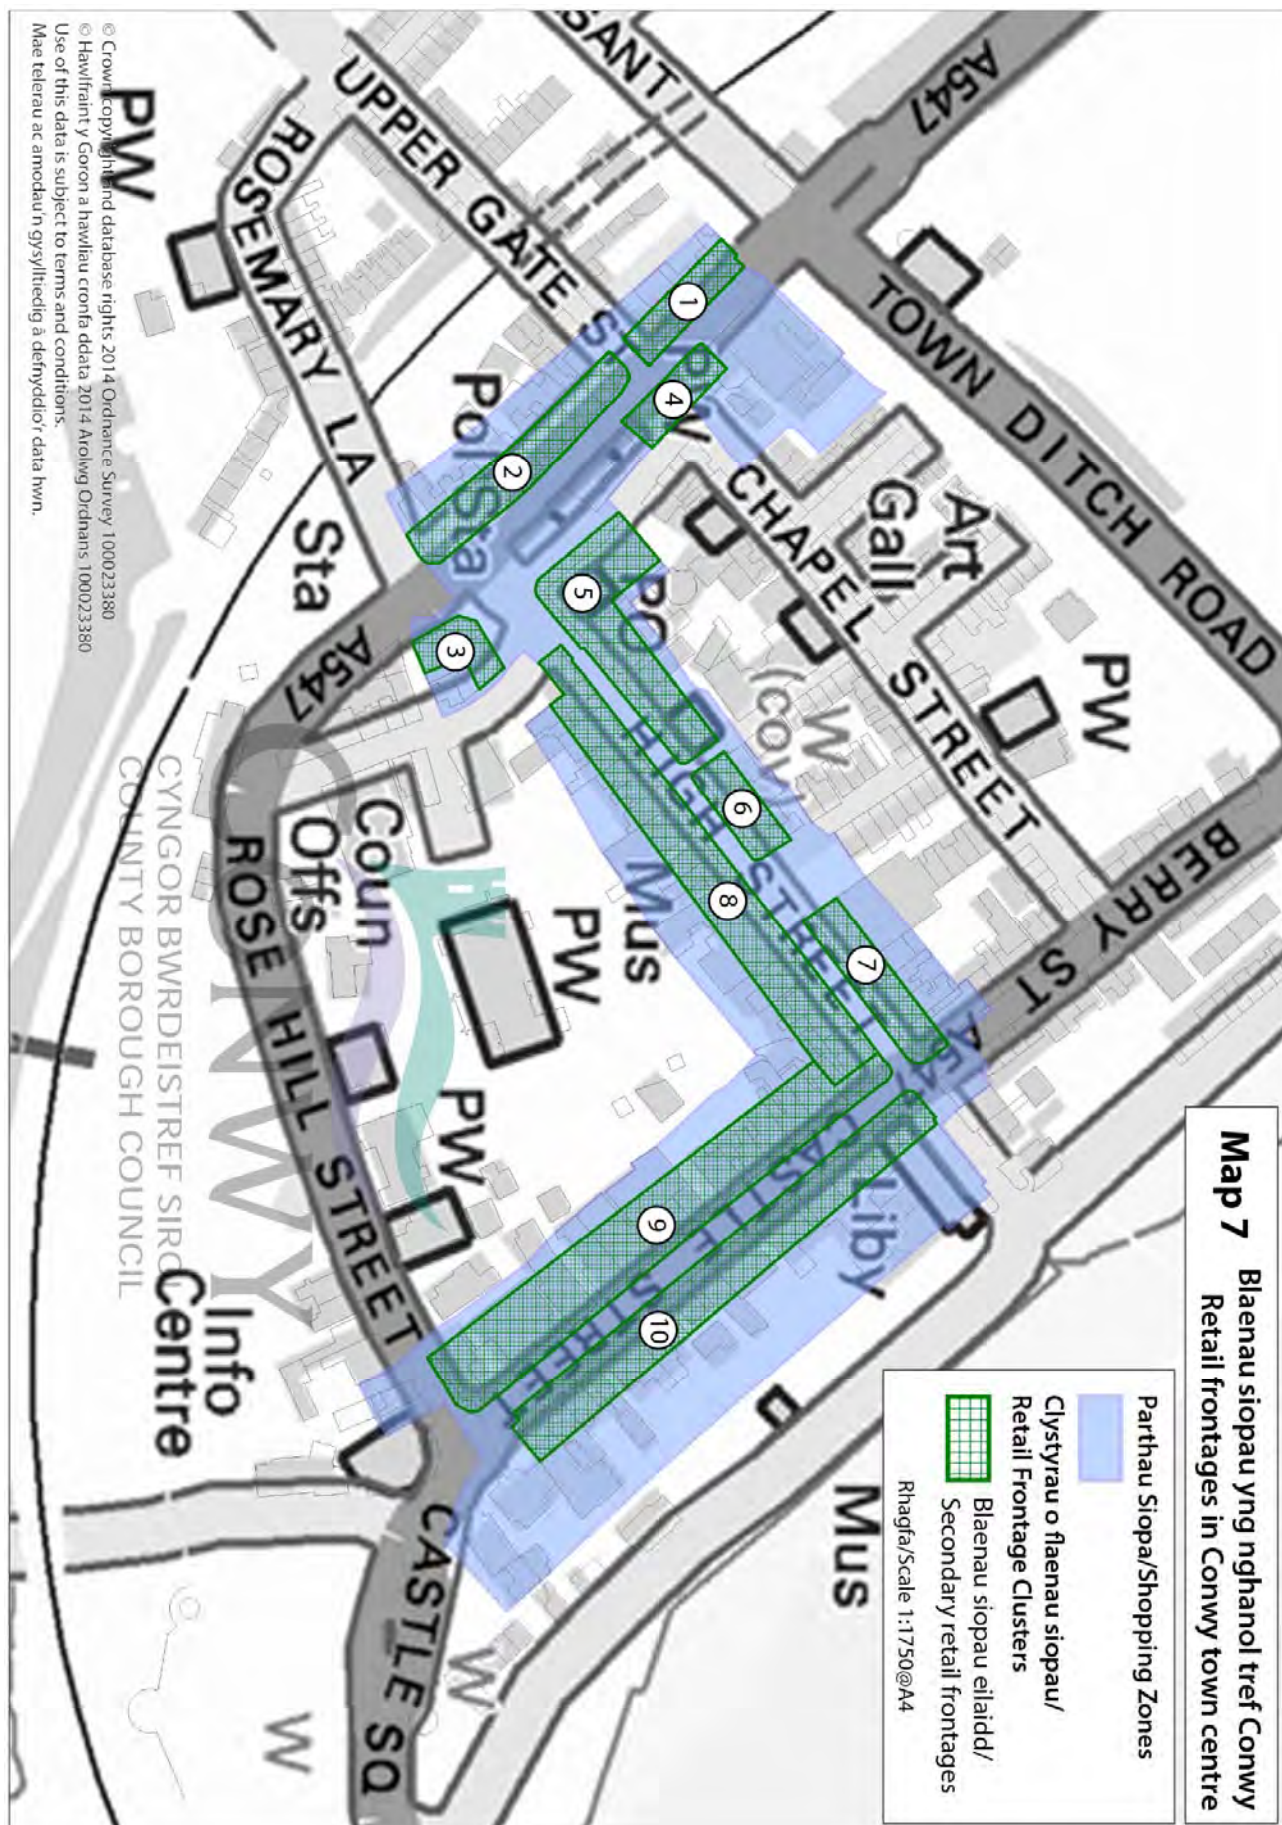 Map 7 Blaenau siopau yng nghanol tref Conwy
Retail frontages in Conwy town centre
Parthau Siopa/Shopping Zones
Clystyrau o flaenau siopau/
Retail Frontage Clusters
Blaenau siopau eilaidd/
Secondary retail frontages
Rhagfa/Scale 1:1750@A4
A547
TOWN DITCH ROAD
BERRY ST
UPPER GATE ST
CHAPEL STREET
Art
Gall
PW
PW
PO
HIGH STREET
W
ROSEMARY LA
PW
Pol Sta
Sta
A547
Mus
PW
Coun
Offs
ROSE HILL STREET
PW
Info
Centre
Liby
CASTLE STREET
Mus
CASTLE SQ
W
W
1
2
3
4
5
6
7
8
9
10
CONWY
CYNGOR BWRDEISTREF SIROL
COUNTY BOROUGH COUNCIL
© Crown copyright and database rights 2014 Ordnance Survey 100023380
© Hawlfraint y Goron a hawliau cronfa ddata 2014 Arolwg Ordnans 100023380
Use of this data is subject to terms and conditions.
Mae telerau ac amodau'n gysylltiedig â defnyddio'r data hwn.